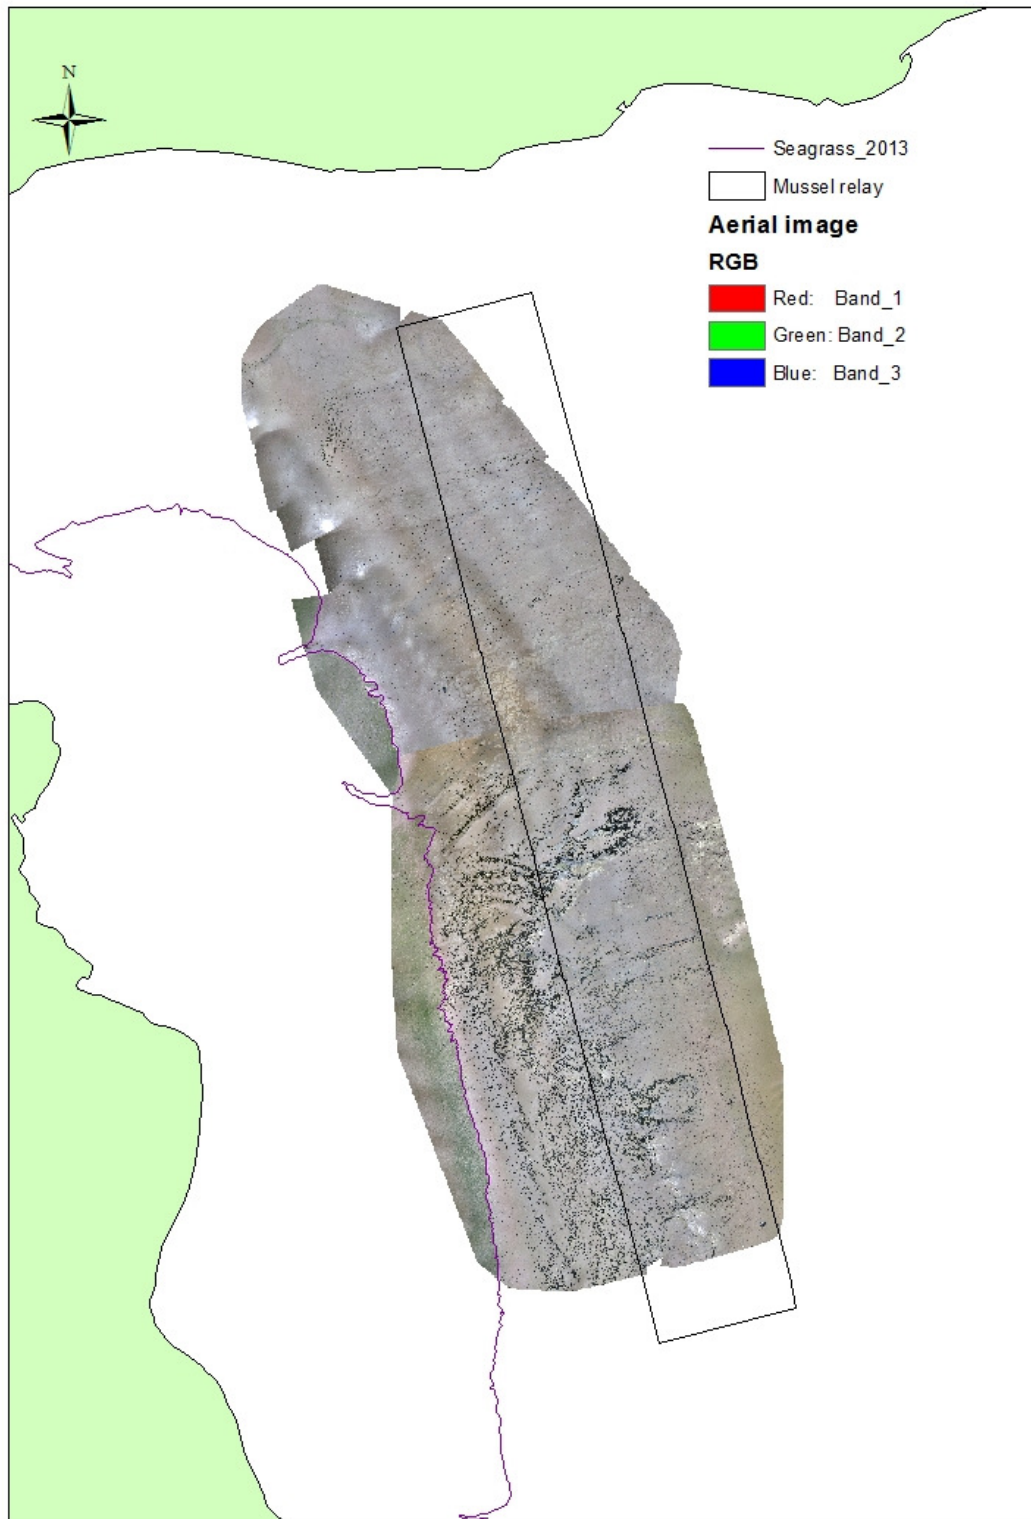 N
Seagrass_2013
Mussel relay
Aerial image
RGB
Red: Band_1
Green: Band_2
Blue: Band_3